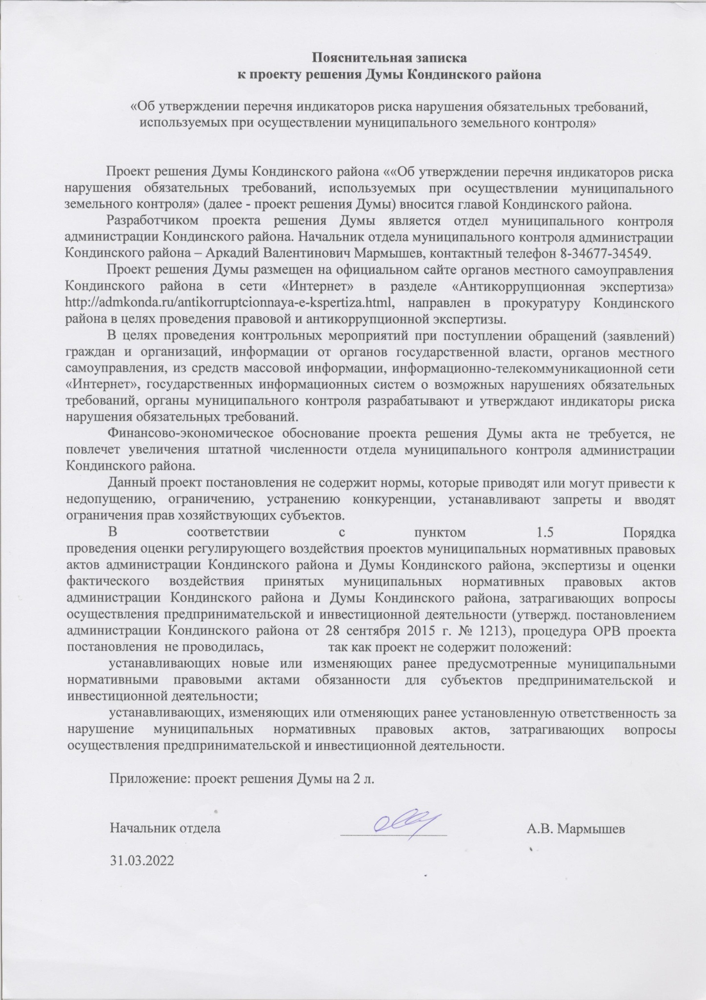 Пояснительная записка
к проекту решения Думы Кондинского района
«Об утверждении перечня индикаторов риска нарушения обязательных требований,
используемых при осуществлении муниципального земельного контроля»
Проект решения Думы Кондинского района ««Об утверждении перечня индикаторов риска
нарушения обязательных требований, используемых при осуществлении муниципального
земельного контроля» (далее - проект решения Думы) вносится главой Кондинского района.
Разработчиком проекта решения Думы является отдел муниципального контроля
администрации Кондинского района. Начальник отдела муниципального контроля администрации
Кондинского района – Аркадий Валентинович Мармышев, контактный телефон 8-34677-34549.
Проект решения Думы размещен на официальном сайте органов местного самоуправления
Кондинского района в сети «Интернет» в разделе «Антикоррупционная экспертиза»
http://admkonda.ru/antikorruptcionnaya-e-kspertiza.html, направлен в прокуратуру Кондинского
района в целях проведения правовой и антикоррупционной экспертизы.
В целях проведения контрольных мероприятий при поступлении обращений (заявлений)
граждан и организаций, информации от органов государственной власти, органов местного
самоуправления, из средств массовой информации, информационно-телекоммуникационной сети
«Интернет», государственных информационных систем о возможных нарушениях обязательных
требований, органы муниципального контроля разрабатывают и утверждают индикаторы риска
нарушения обязательных требований.
Финансово-экономическое обоснование проекта решения Думы акта не требуется, не
повлечет увеличения штатной численности отдела муниципального контроля администрации
Кондинского района.
Данный проект постановления не содержит нормы, которые приводят или могут привести к
недопущению, ограничению, устранению конкуренции, устанавливают запреты и вводят
ограничения прав хозяйствующих субъектов.
В соответствии с пунктом 1.5 Порядка
проведения оценки регулирующего воздействия проектов муниципальных нормативных правовых
актов администрации Кондинского района и Думы Кондинского района, экспертизы и оценки
фактического воздействия принятых муниципальных нормативных правовых актов
администрации Кондинского района и Думы Кондинского района, затрагивающих вопросы
осуществления предпринимательской и инвестиционной деятельности (утвержд. постановлением
администрации Кондинского района от 28 сентября 2015 г. № 1213), процедура ОРВ проекта
постановления не проводилась, так как проект не содержит положений:
устанавливающих новые или изменяющих ранее предусмотренные муниципальными
нормативными правовыми актами обязанности для субъектов предпринимательской и
инвестиционной деятельности;
устанавливающих, изменяющих или отменяющих ранее установленную ответственность за
нарушение муниципальных нормативных правовых актов, затрагивающих вопросы
осуществления предпринимательской и инвестиционной деятельности.
Приложение: проект решения Думы на 2 л.
Начальник отдела А.В. Мармышев
31.03.2022